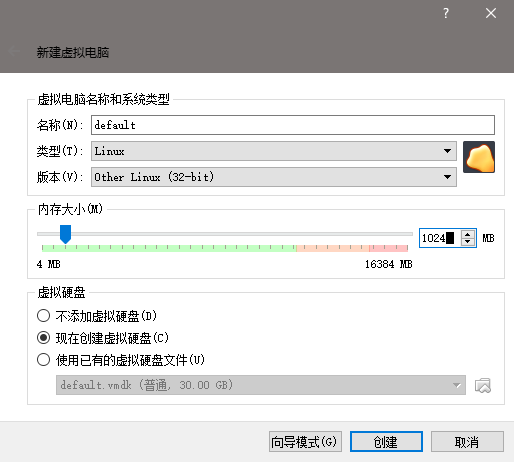 ?
新建虚拟电脑
虚拟电脑名称和系统类型
名称(N): default
类型(T): Linux
版本(V): Other Linux (32-bit)
内存大小(M)
1024 MB
4 MB 16384 MB
虚拟硬盘
不添加虚拟硬盘(D)
现在创建虚拟硬盘(C)
使用已有的虚拟硬盘文件(U)
default.vmdk (普通, 30.00 GB)
向导模式(G) 创建 取消